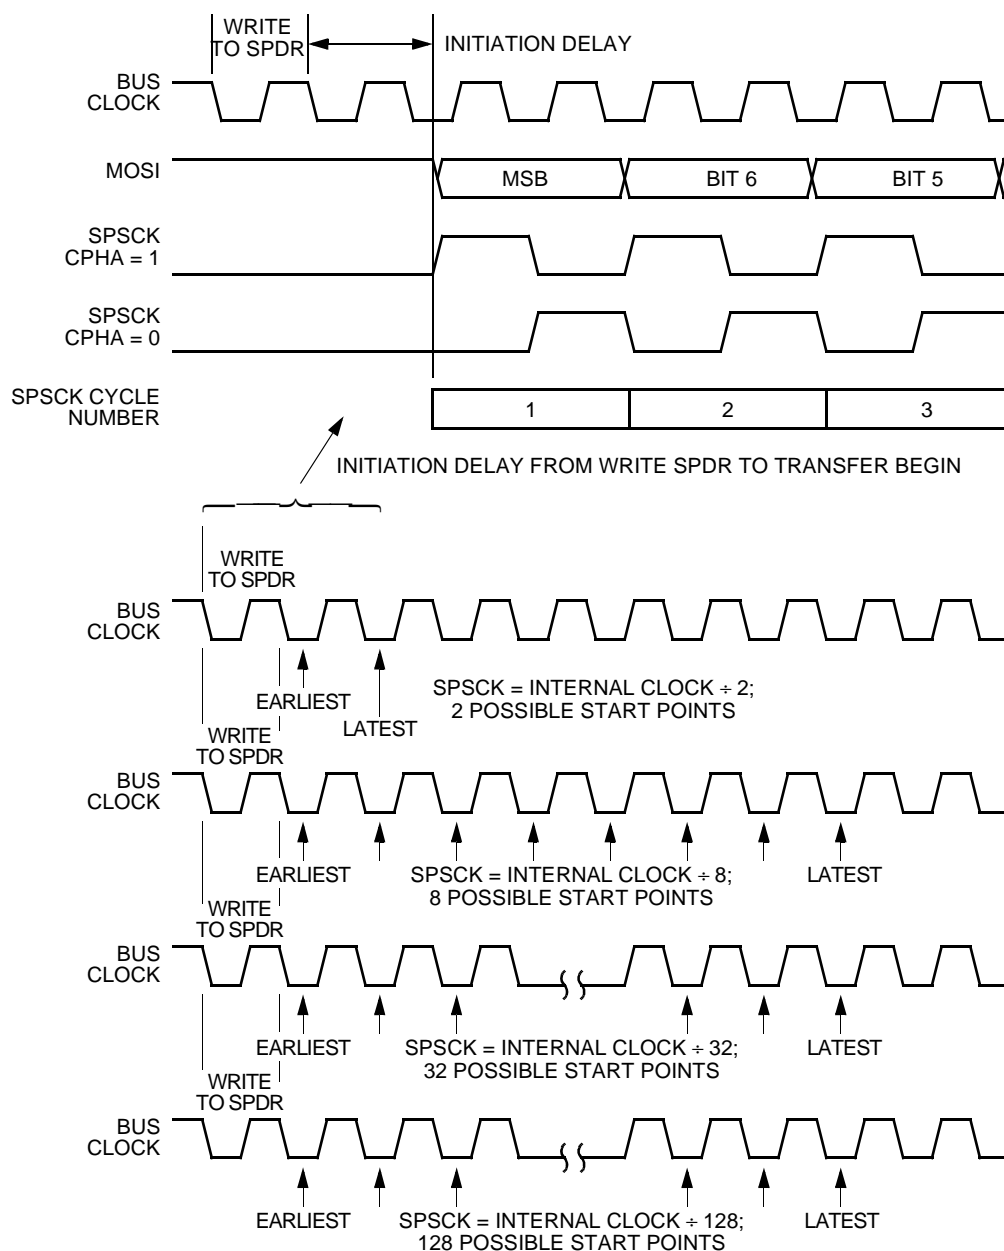 WRITE
TO SPDR
INITIATION DELAY
BUS
CLOCK
MOSI
MSB
BIT 6
BIT 5
SPSCK
CPHA = 1
SPSCK
CPHA = 0
SPSCK CYCLE
NUMBER
1
2
3
INITIATION DELAY FROM WRITE SPDR TO TRANSFER BEGIN
WRITE
TO SPDR
BUS
CLOCK
EARLIEST
LATEST
SPSCK = INTERNAL CLOCK ÷ 2;
2 POSSIBLE START POINTS
WRITE
TO SPDR
BUS
CLOCK
EARLIEST
SPSCK = INTERNAL CLOCK ÷ 8;
8 POSSIBLE START POINTS
LATEST
WRITE
TO SPDR
BUS
CLOCK
EARLIEST
SPSCK = INTERNAL CLOCK ÷ 32;
32 POSSIBLE START POINTS
LATEST
WRITE
TO SPDR
BUS
CLOCK
EARLIEST
SPSCK = INTERNAL CLOCK ÷ 128;
128 POSSIBLE START POINTS
LATEST